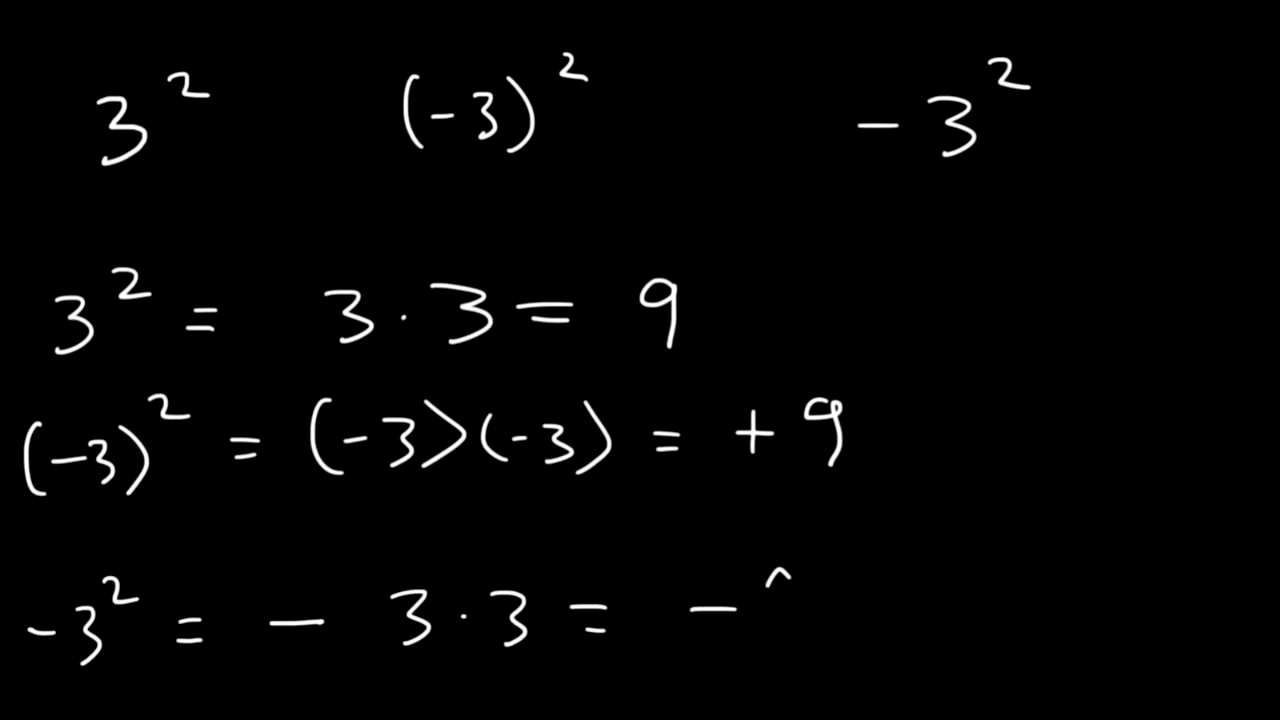 3² (-3)² -3²
3² = 3 · 3 = 9
(-3)² = (-3)(-3) = +9
-3² = - 3 · 3 = -